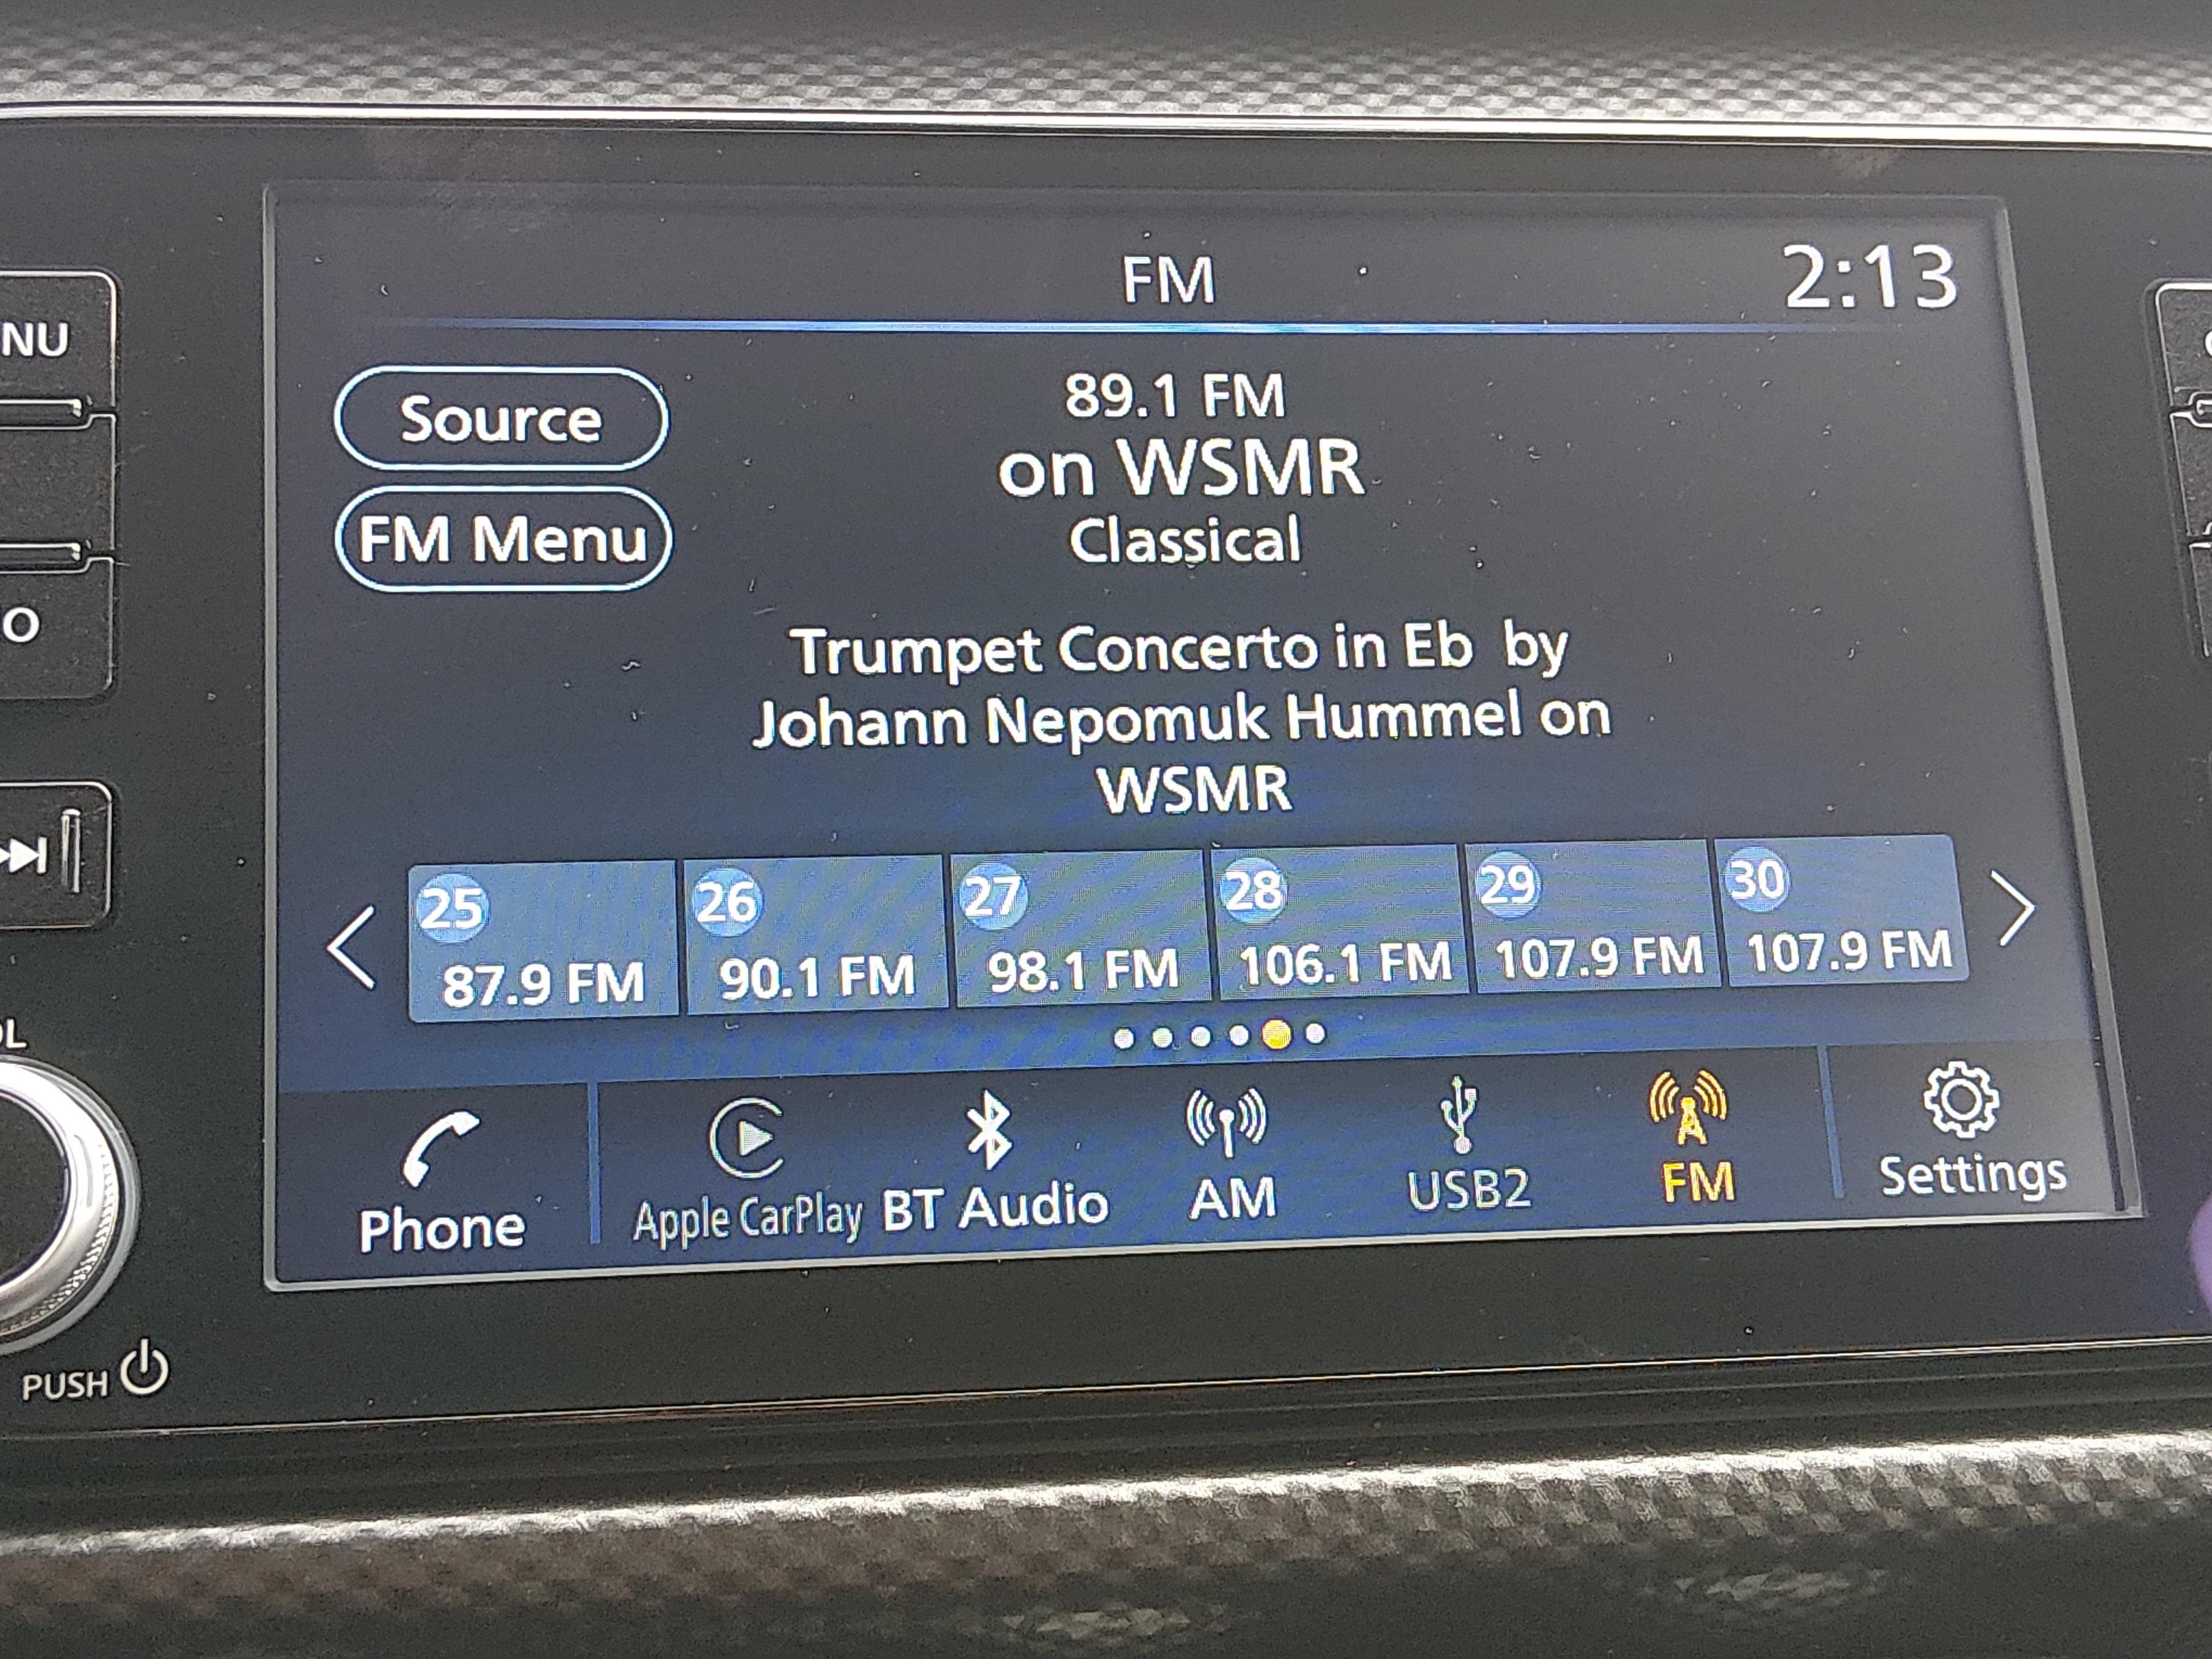 FM
2:13
NU
Source
89.1 FM
on WSMR
Classical
FM Menu
O
Trumpet Concerto in Eb by
Johann Nepomuk Hummel on
WSMR
25
26
27
28
29
30
87.9 FM
90.1 FM
98.1 FM
106.1 FM
107.9 FM
107.9 FM
OL
Phone
Apple CarPlay
BT Audio
AM
USB2
FM
Settings
PUSH